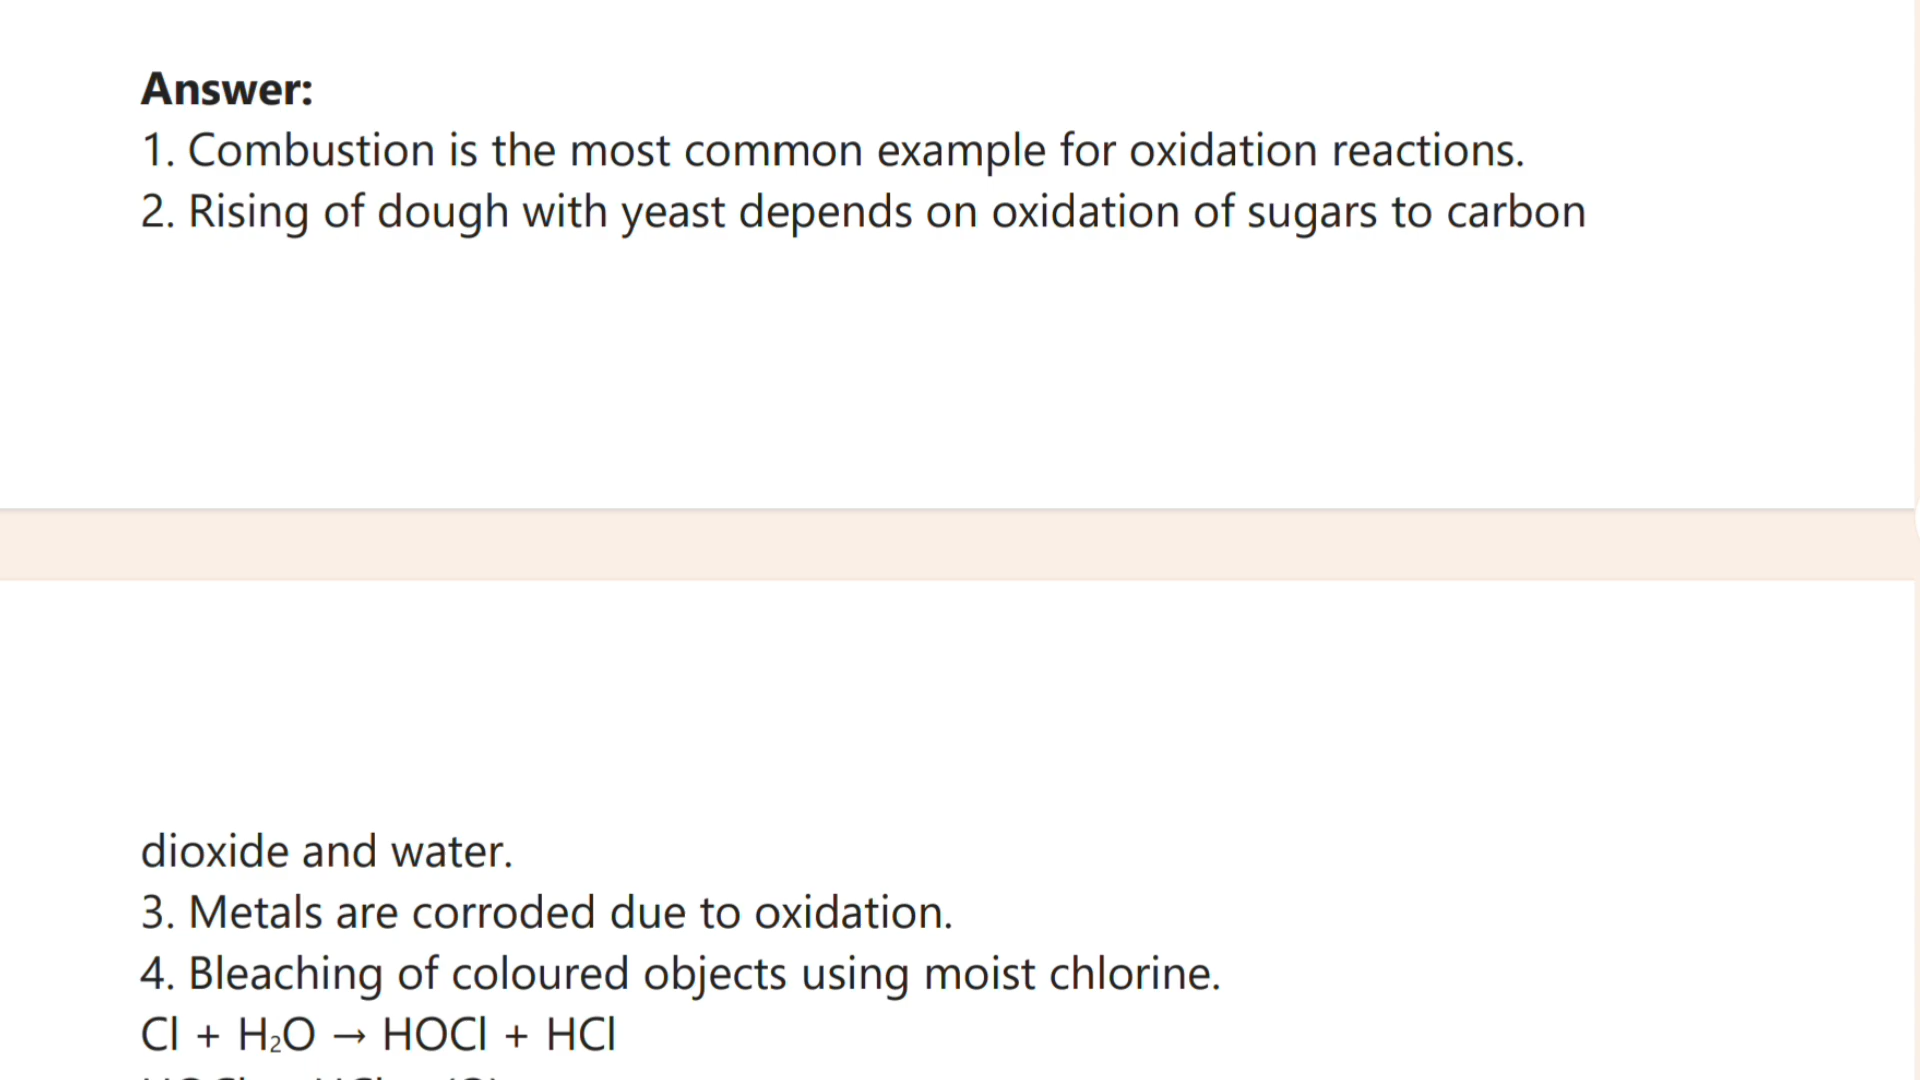 Answer:
1. Combustion is the most common example for oxidation reactions.
2. Rising of dough with yeast depends on oxidation of sugars to carbon
dioxide and water.
3. Metals are corroded due to oxidation.
4. Bleaching of coloured objects using moist chlorine.
Cl + H₂O → HOCl + HCl